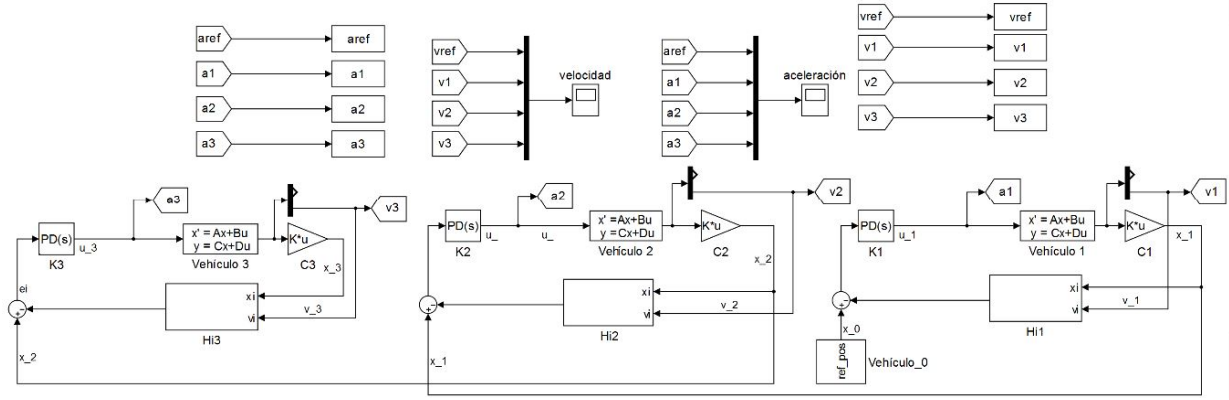 aref
aref
a1
a1
a2
a2
a3
a3
vref
v1
v2
v3
velocidad
aref
a1
a2
a3
aceleración
vref
vref
v1
v1
v2
v2
v3
v3
a3
v3
PD(s)
K3
u_3
x' = Ax+Bu
y = Cx+Du
Vehículo 3
K*u
C3
x_3
ei
xi
vi
v_3
Hi3
x_2
a2
v2
PD(s)
K2
u_
u_
x' = Ax+Bu
y = Cx+Du
Vehículo 2
K*u
C2
x_2
xi
vi
v_2
Hi2
x_1
a1
v1
PD(s)
K1
u_1
x' = Ax+Bu
y = Cx+Du
Vehículo 1
K*u
C1
x_1
xi
vi
v_1
Hi1
x_0
ref_pos
Vehículo_0